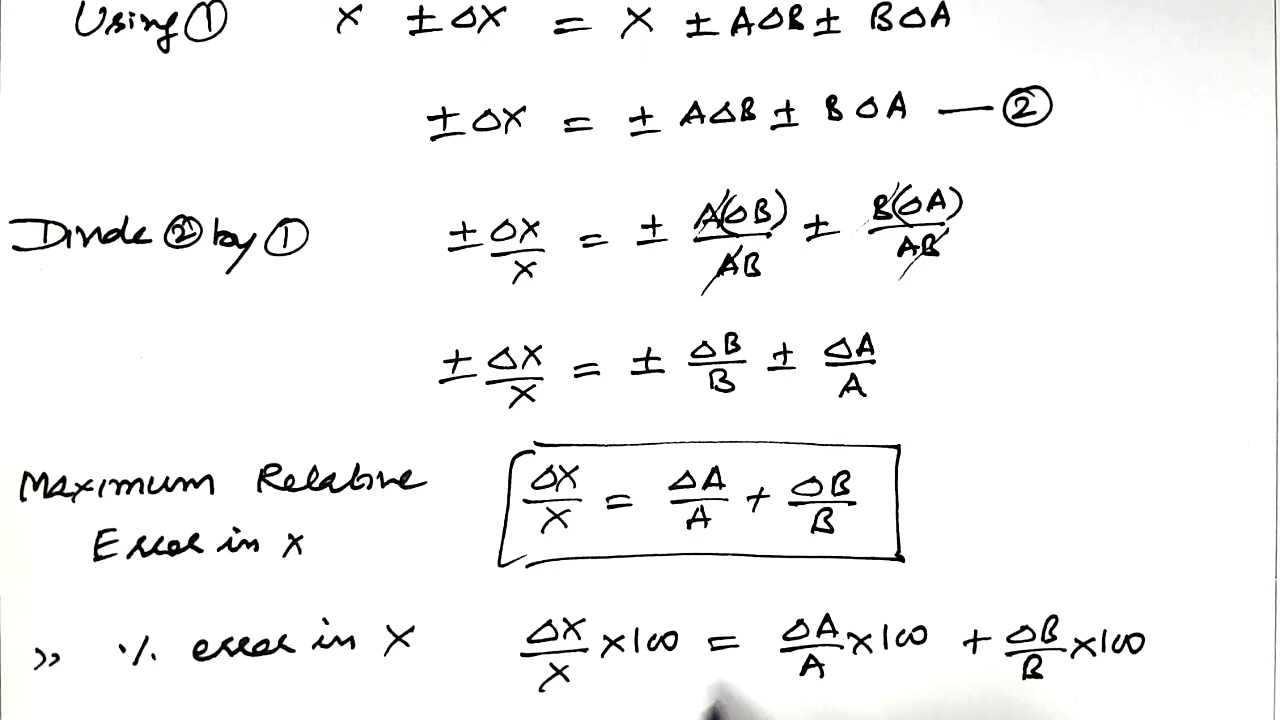 Using ① X ± ΔX = X ± AΔB ± BΔA
± ΔX = ± AΔB ± BΔA — ②
Divide ② by ① ± ΔX/X = ± A(ΔB)/AB ± B(ΔA)/AB
± ΔX/X = ± ΔB/B ± ΔA/A
Maximum Relative ΔX/X = ΔA/A + ΔB/B
Error in X
>> % error in X ΔX/X ×100 = ΔA/A ×100 + ΔB/B ×100